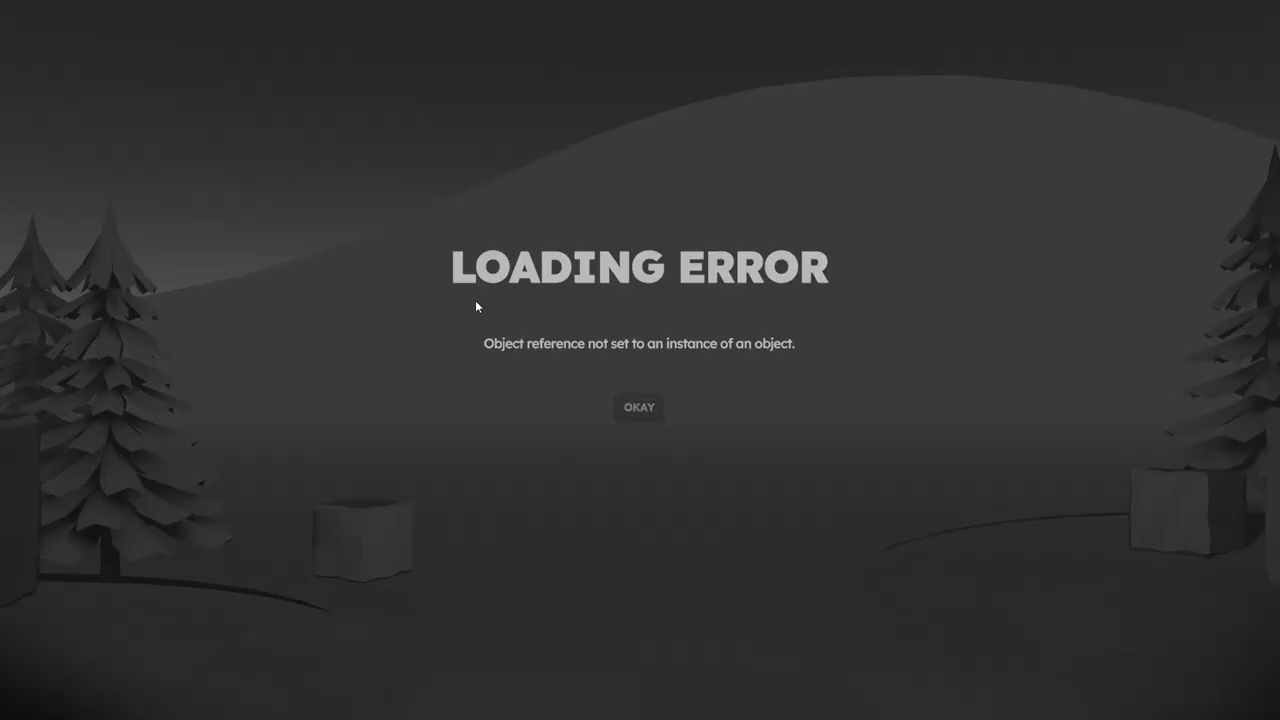 LOADING ERROR
Object reference not set to an instance of an object.
OKAY